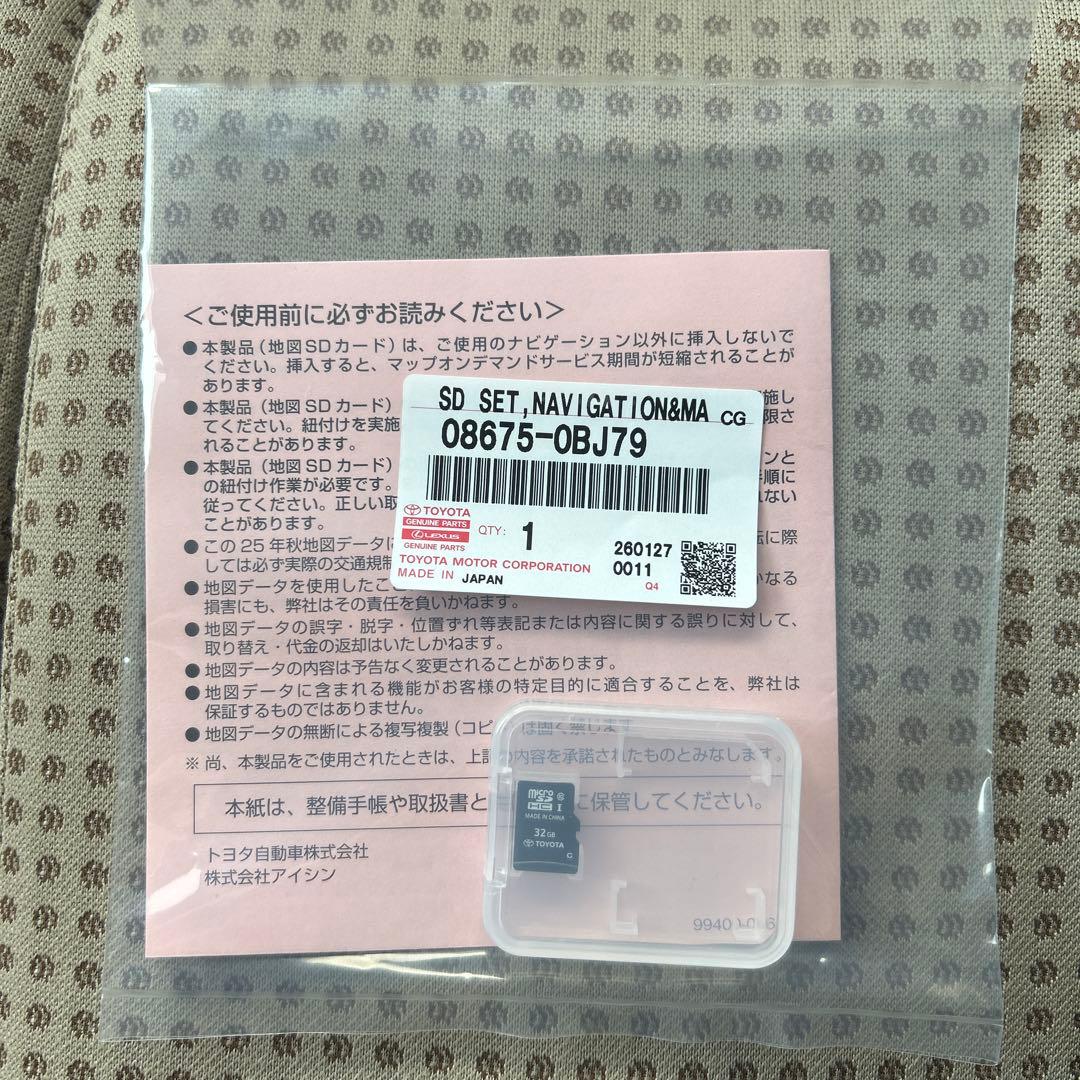 ＜ご使用前に必ずお読みください＞
●本製品（地図SDカード）は、ご使用のナビゲーション以外に挿入しないで
ください。挿入すると、マップオンデマンドサービス期間が短縮されることが
あります。
●本製品（地図SDカード）
てください。紐付けを実施
れることがあります。
●本製品（地図SDカード）
の紐付け作業が必要です。
従ってください。正しい取
ことがあります。
●この25年秋地図データに
しては必ず実際の交通規制
●地図データを使用したこと
損害にも、弊社はその責任を負いかねます。
●地図データの誤字・脱字・位置ずれ等表記または内容に関する誤りに対して、
取り替え・代金の返却はいたしかねます。
●地図データの内容は予告なく変更されることがあります。
●地図データに含まれる機能がお客様の特定目的に適合することを、弊社は
保証するものではありません。
●地図データの無断による複写複製（コピー）は固く禁じます
※尚、本製品をご使用されたときは、上記の内容を承諾されたものとみなします。
本紙は、整備手帳や取扱書と に保管してください。
トヨタ自動車株式会社
株式会社アイシン
SD SET,NAVIGATION&MA CG
08675-0BJ79
TOYOTA
GENUINE PARTS
LEXUS
GENUINE PARTS
QTY: 1
TOYOTA MOTOR CORPORATION
MADE IN JAPAN
260127
0011
Q4
micro
SD
HC I
MADE IN CHINA
32GB
TOYOTA
C